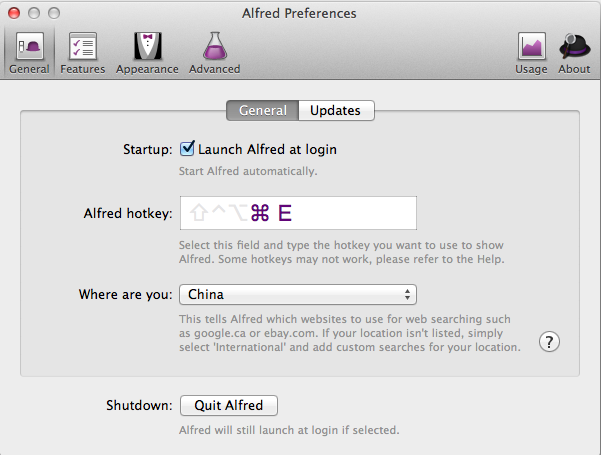 Alfred Preferences
General Features Appearance Advanced Usage About
General Updates
Startup: Launch Alfred at login
Start Alfred automatically.
Alfred hotkey: ⇧^⌥⌘ E
Select this field and type the hotkey you want to use to show
Alfred. Some hotkeys may not work, please refer to the Help.
Where are you: China
This tells Alfred which websites to use for web searching such
as google.ca or ebay.com. If your location isn't listed, simply
select 'International' and add custom searches for your location.
?
Shutdown: Quit Alfred
Alfred will still launch at login if selected.